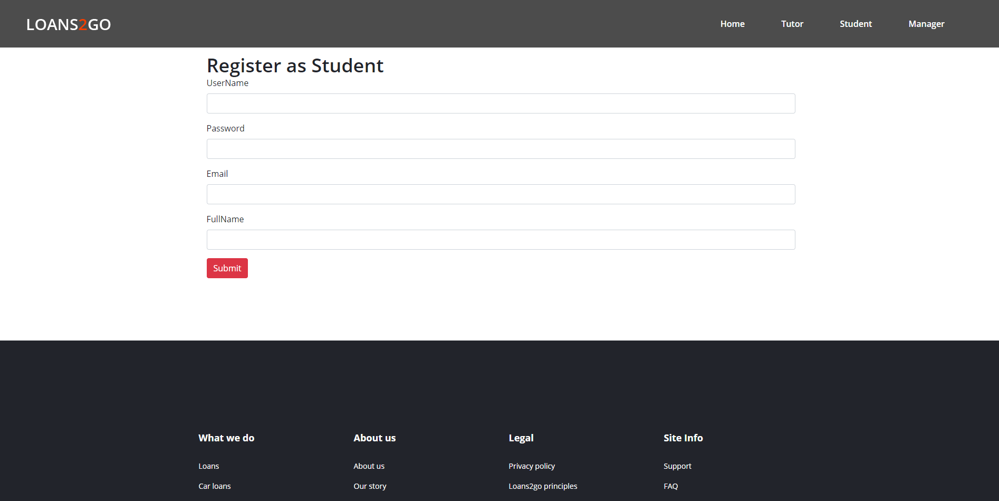 LOANS2GO
Home Tutor Student Manager
Register as Student
UserName
Password
Email
FullName
Submit
What we do About us Legal Site Info
Loans About us Privacy policy Support
Car loans Our story Loans2go principles FAQ